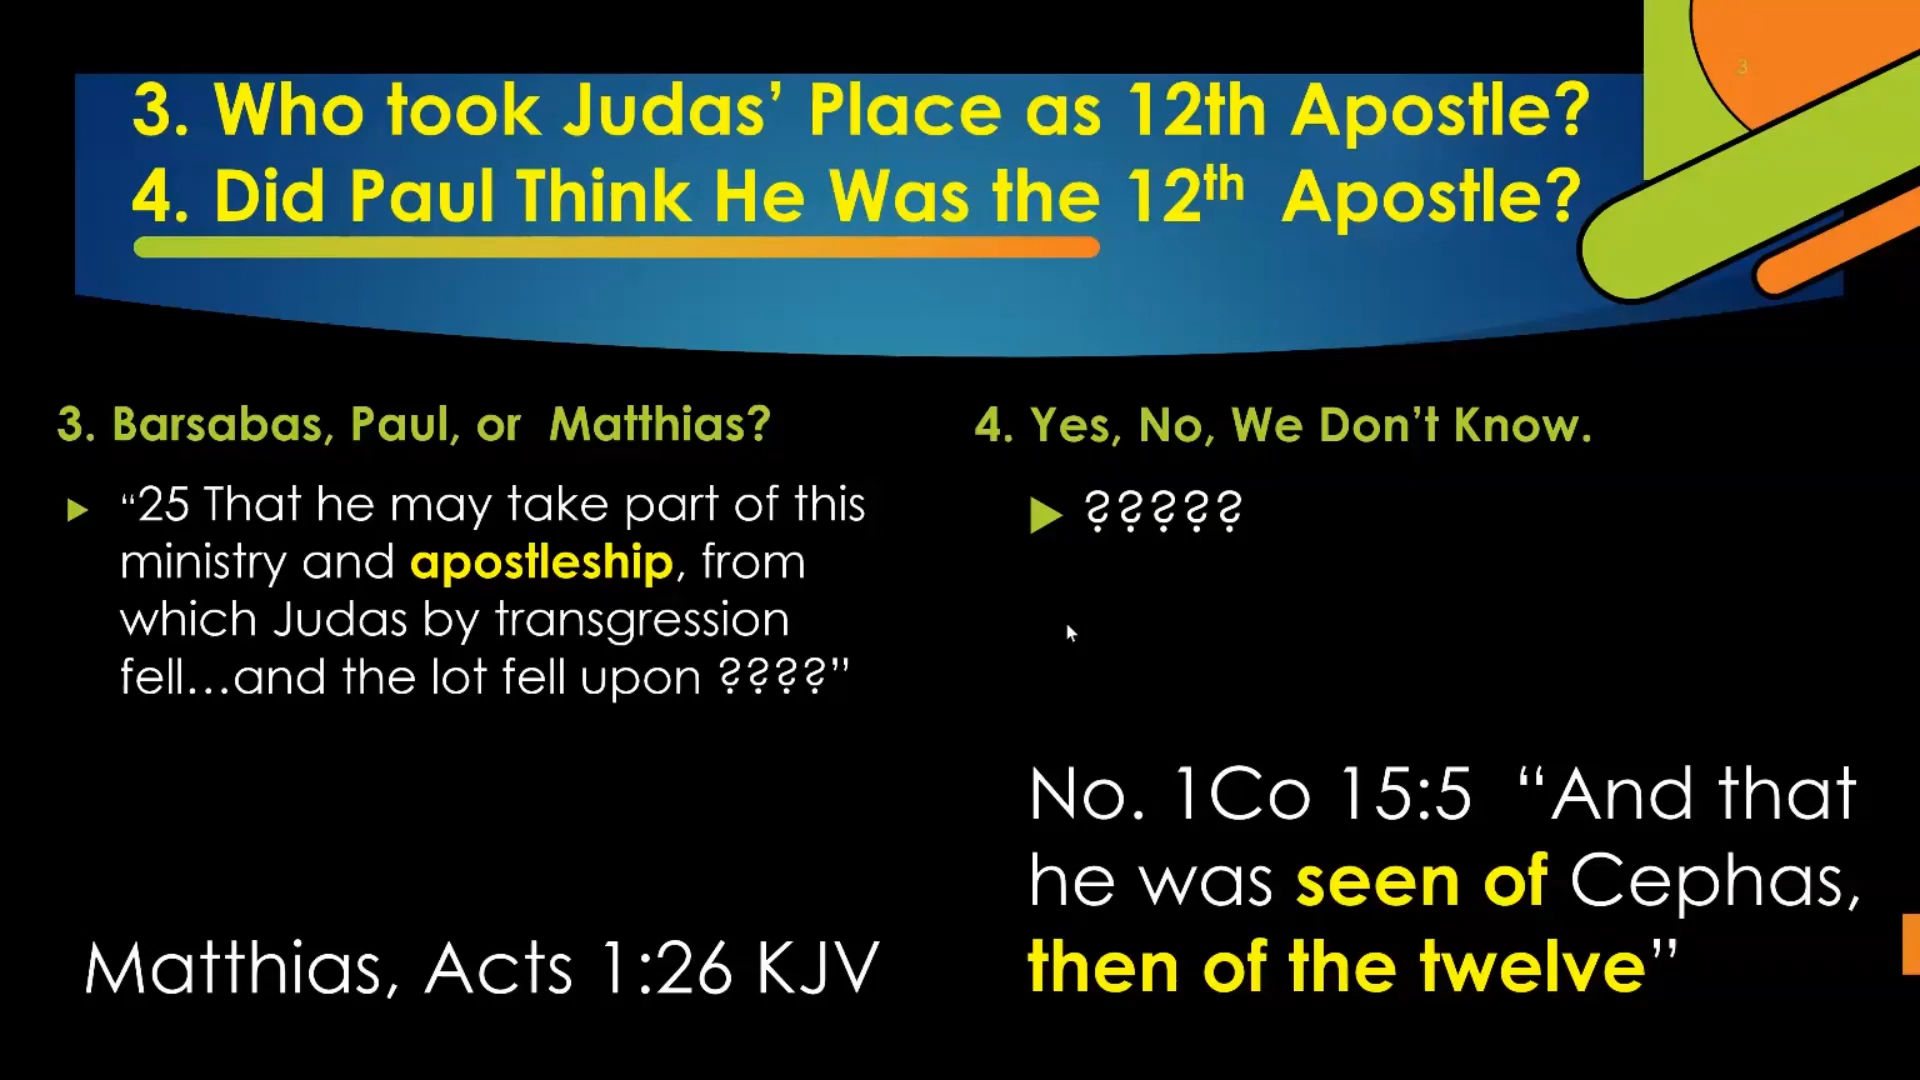 3
3. Who took Judas’ Place as 12th Apostle?
4. Did Paul Think He Was the 12th Apostle?
3. Barsabas, Paul, or Matthias?
“25 That he may take part of this
ministry and apostleship, from
which Judas by transgression
fell…and the lot fell upon ????”
Matthias, Acts 1:26 KJV
4. Yes, No, We Don’t Know.
?????
No. 1Co 15:5 “And that
he was seen of Cephas,
then of the twelve”